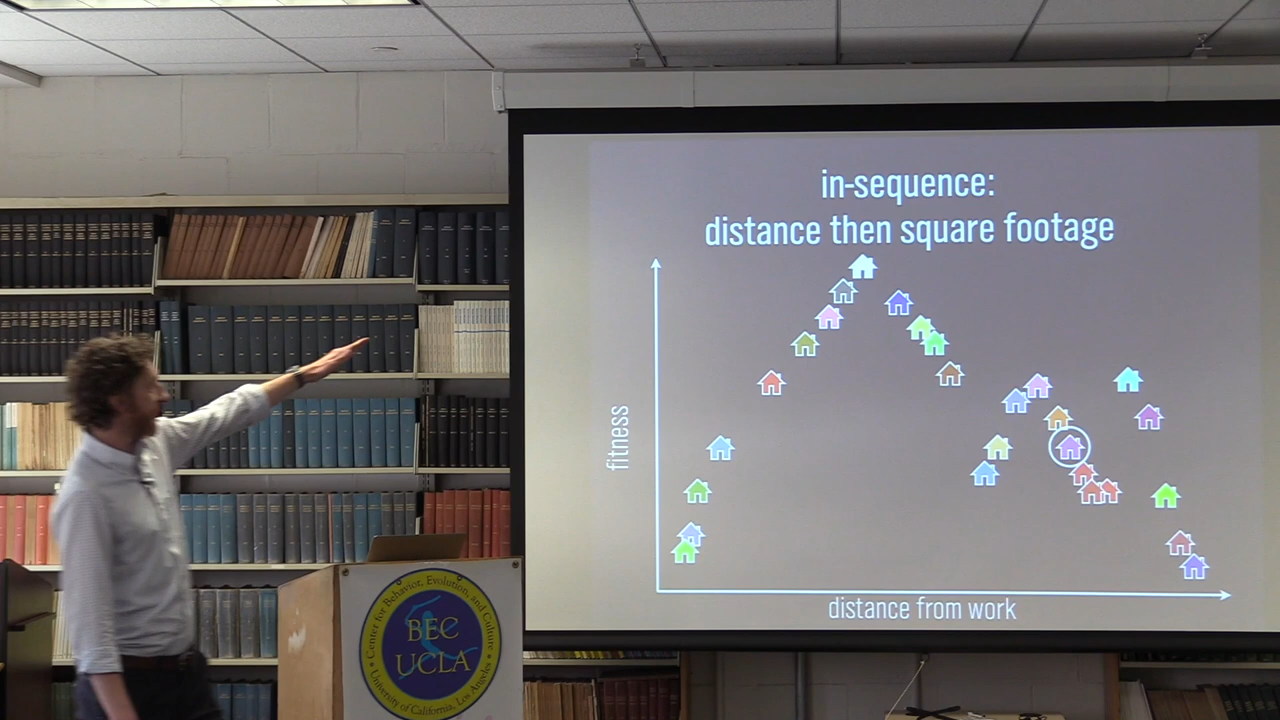 in-sequence:
distance then square footage
fitness
distance from work
Center for Behavior, Evolution, and Culture
BEC
UCLA
University of California, Los Angeles